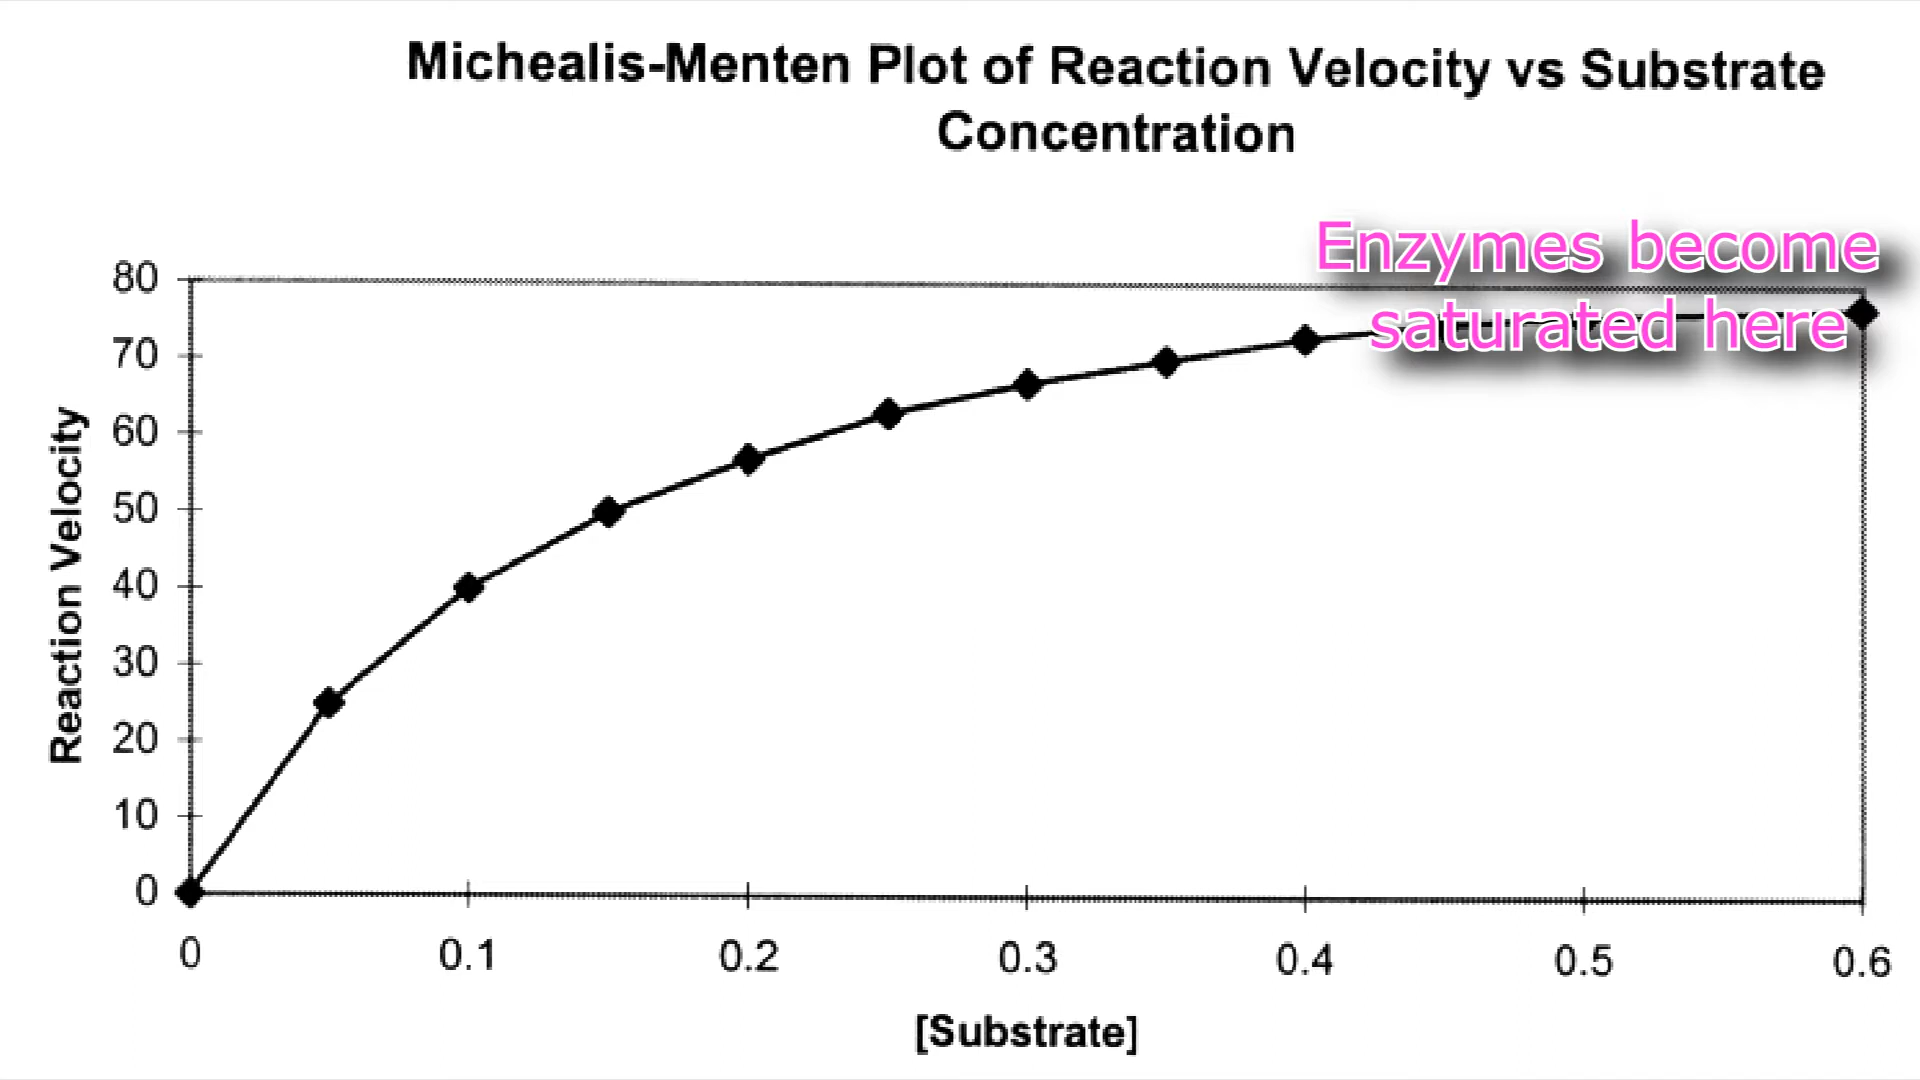 Michealis-Menten Plot of Reaction Velocity vs Substrate
Concentration
Enzymes become
saturated here
80
70
60
50
40
30
20
10
0
Reaction Velocity
0 0.1 0.2 0.3 0.4 0.5 0.6
[Substrate]